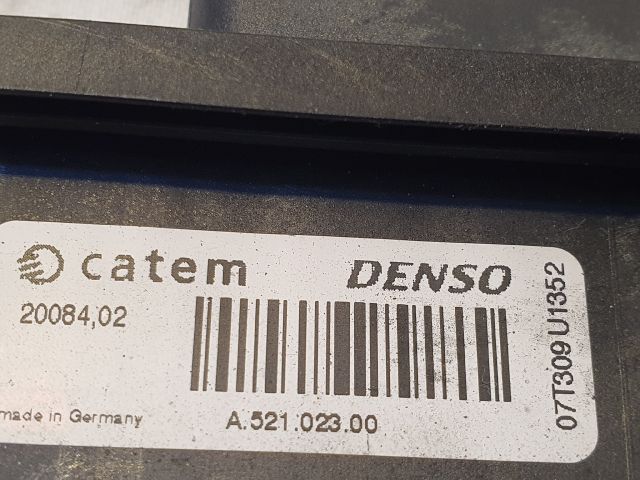 catem DENSO
20084,02
made in Germany
A.521.023.00
07T309 U1352